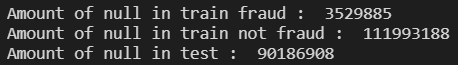 Amount of null in train fraud :  3529885
Amount of null in train not fraud :  111993188
Amount of null in test :  90186908